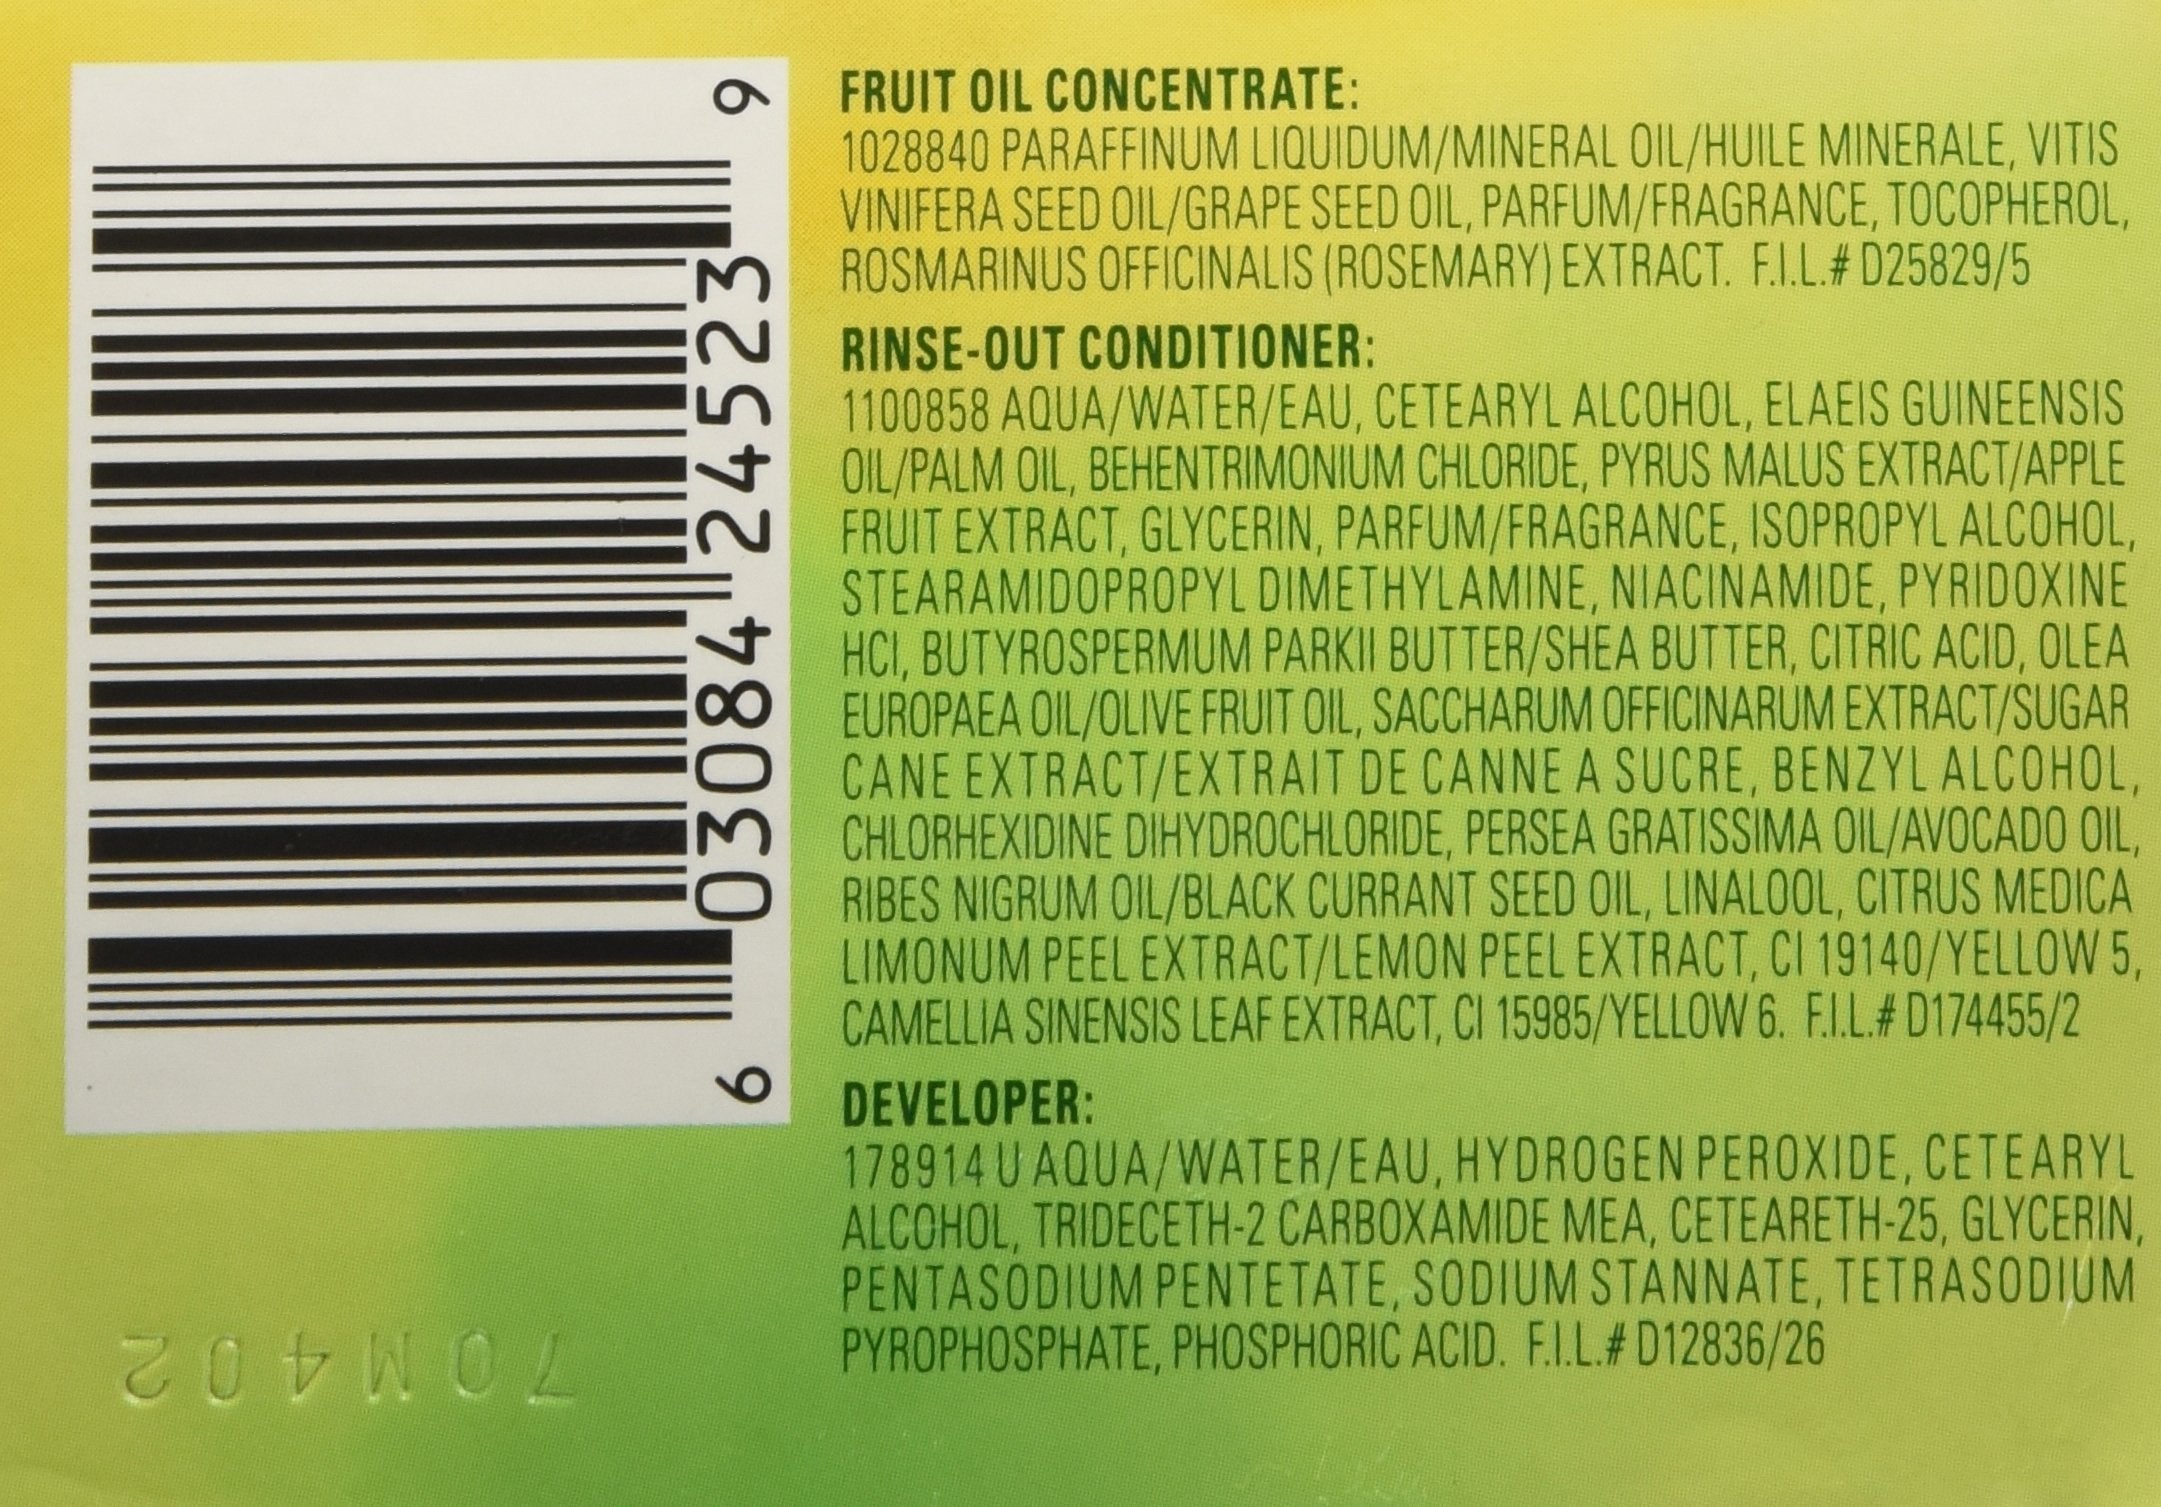 6 03084 24523 9
FRUIT OIL CONCENTRATE:
1028840 PARAFFINUM LIQUIDUM/MINERAL OIL/HUILE MINERALE, VITIS
VINIFERA SEED OIL/GRAPE SEED OIL, PARFUM/FRAGRANCE, TOCOPHEROL,
ROSMARINUS OFFICINALIS (ROSEMARY) EXTRACT. F.I.L.# D25829/5
RINSE-OUT CONDITIONER:
1100858 AQUA/WATER/EAU, CETEARYL ALCOHOL, ELAEIS GUINEENSIS
OIL/PALM OIL, BEHENTRIMONIUM CHLORIDE, PYRUS MALUS EXTRACT/APPLE
FRUIT EXTRACT, GLYCERIN, PARFUM/FRAGRANCE, ISOPROPYL ALCOHOL,
STEARAMIDOPROPYL DIMETHYLAMINE, NIACINAMIDE, PYRIDOXINE
HCI, BUTYROSPERMUM PARKII BUTTER/SHEA BUTTER, CITRIC ACID, OLEA
EUROPAEA OIL/OLIVE FRUIT OIL, SACCHARUM OFFICINARUM EXTRACT/SUGAR
CANE EXTRACT/EXTRAIT DE CANNE A SUCRE, BENZYL ALCOHOL,
CHLORHEXIDINE DIHYDROCHLORIDE, PERSEA GRATISSIMA OIL/AVOCADO OIL,
RIBES NIGRUM OIL/BLACK CURRANT SEED OIL, LINALOOL, CITRUS MEDICA
LIMONUM PEEL EXTRACT/LEMON PEEL EXTRACT, CI 19140/YELLOW 5,
CAMELLIA SINENSIS LEAF EXTRACT, CI 15985/YELLOW 6. F.I.L.# D174455/2
DEVELOPER:
178914 U AQUA/WATER/EAU, HYDROGEN PEROXIDE, CETEARYL
ALCOHOL, TRIDECETH-2 CARBOXAMIDE MEA, CETEARETH-25, GLYCERIN,
PENTASODIUM PENTETATE, SODIUM STANNATE, TETRASODIUM
PYROPHOSPHATE, PHOSPHORIC ACID. F.I.L.# D12836/26
70M402